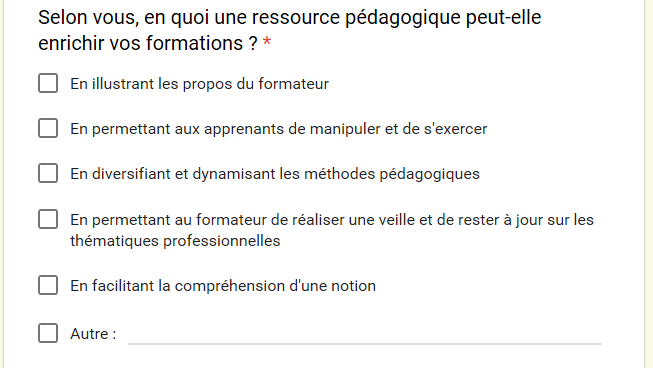 Selon vous, en quoi une ressource pédagogique peut-elle
enrichir vos formations ? *
En illustrant les propos du formateur
En permettant aux apprenants de manipuler et de s'exercer
En diversifiant et dynamisant les méthodes pédagogiques
En permettant au formateur de réaliser une veille et de rester à jour sur les
thématiques professionnelles
En facilitant la compréhension d'une notion
Autre :